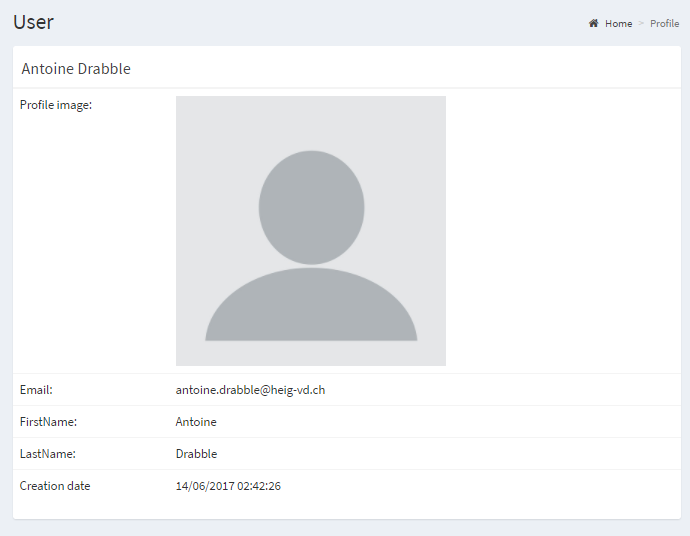 User
Home > Profile
Antoine Drabble
Profile image:
Email: antoine.drabble@heig-vd.ch
FirstName: Antoine
LastName: Drabble
Creation date 14/06/2017 02:42:26